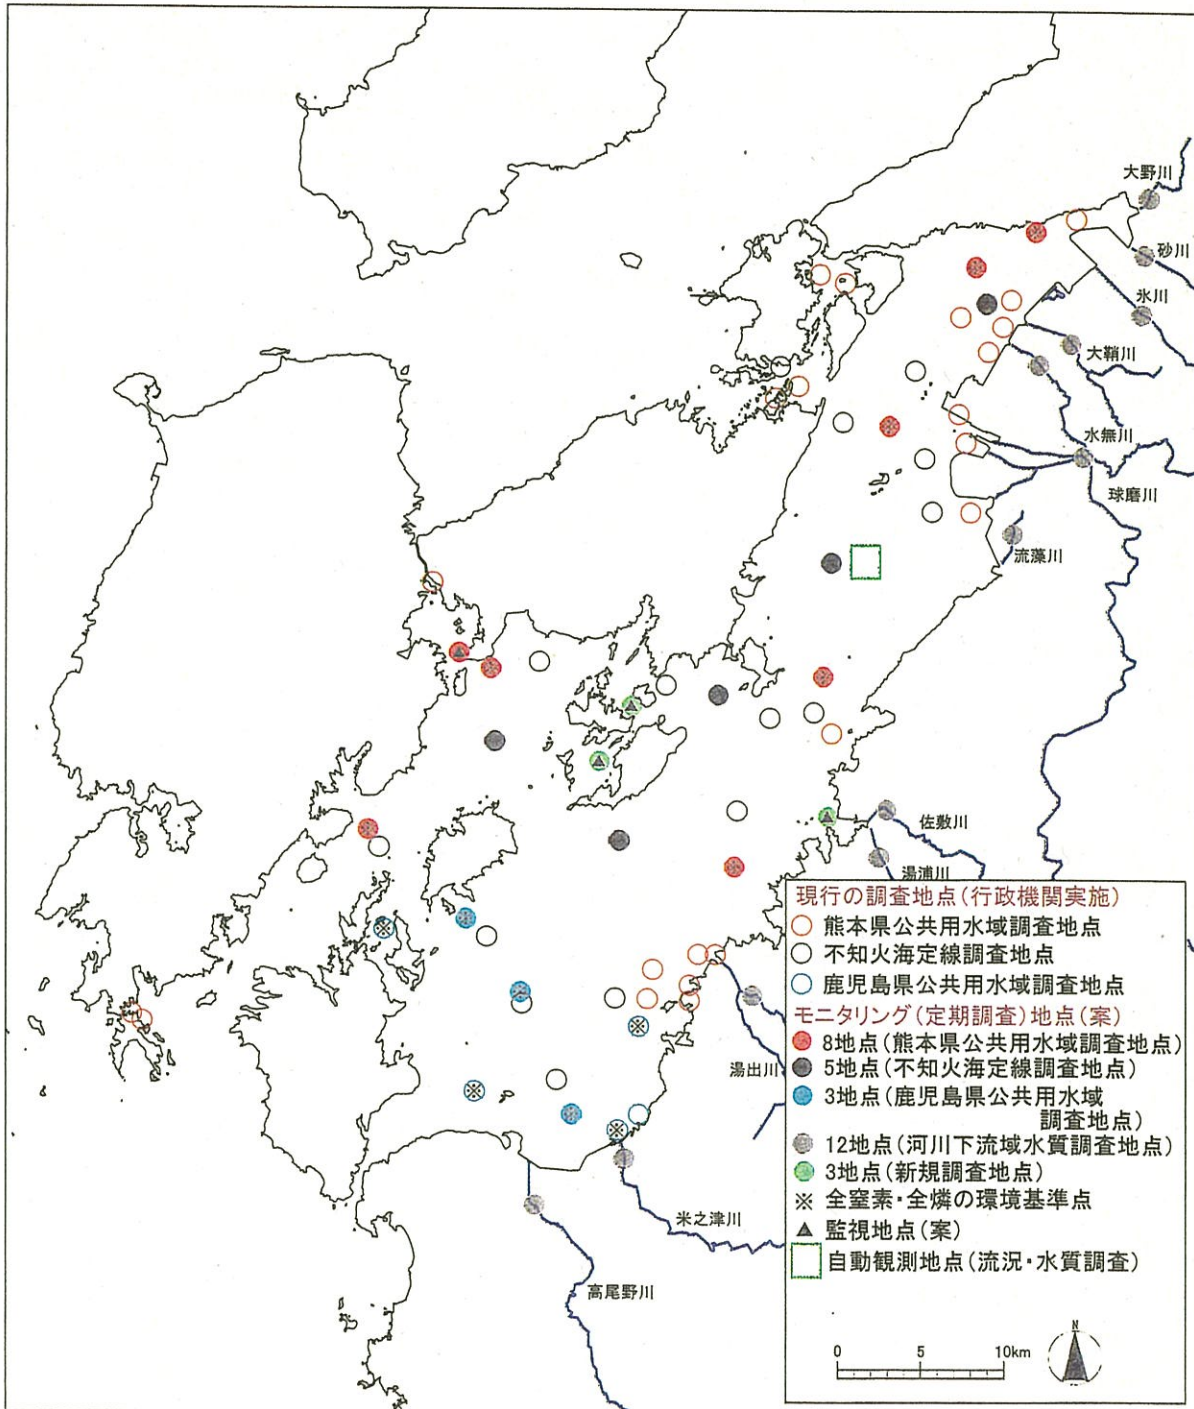 大野川
砂川
氷川
大鞘川
水無川
球磨川
流藻川
佐敷川
湯浦川
湯出川
米之津川
高尾野川
現行の調査地点(行政機関実施)
熊本県公共用水域調査地点
不知火海定線調査地点
鹿児島県公共用水域調査地点
モニタリング(定期調査)地点(案)
8地点(熊本県公共用水域調査地点)
5地点(不知火海定線調査地点)
3地点(鹿児島県公共用水域
調査地点)
12地点(河川下流域水質調査地点)
3地点(新規調査地点)
※ 全窒素・全燐の環境基準点
▲ 監視地点(案)
自動観測地点(流況・水質調査)
N
0 5 10km